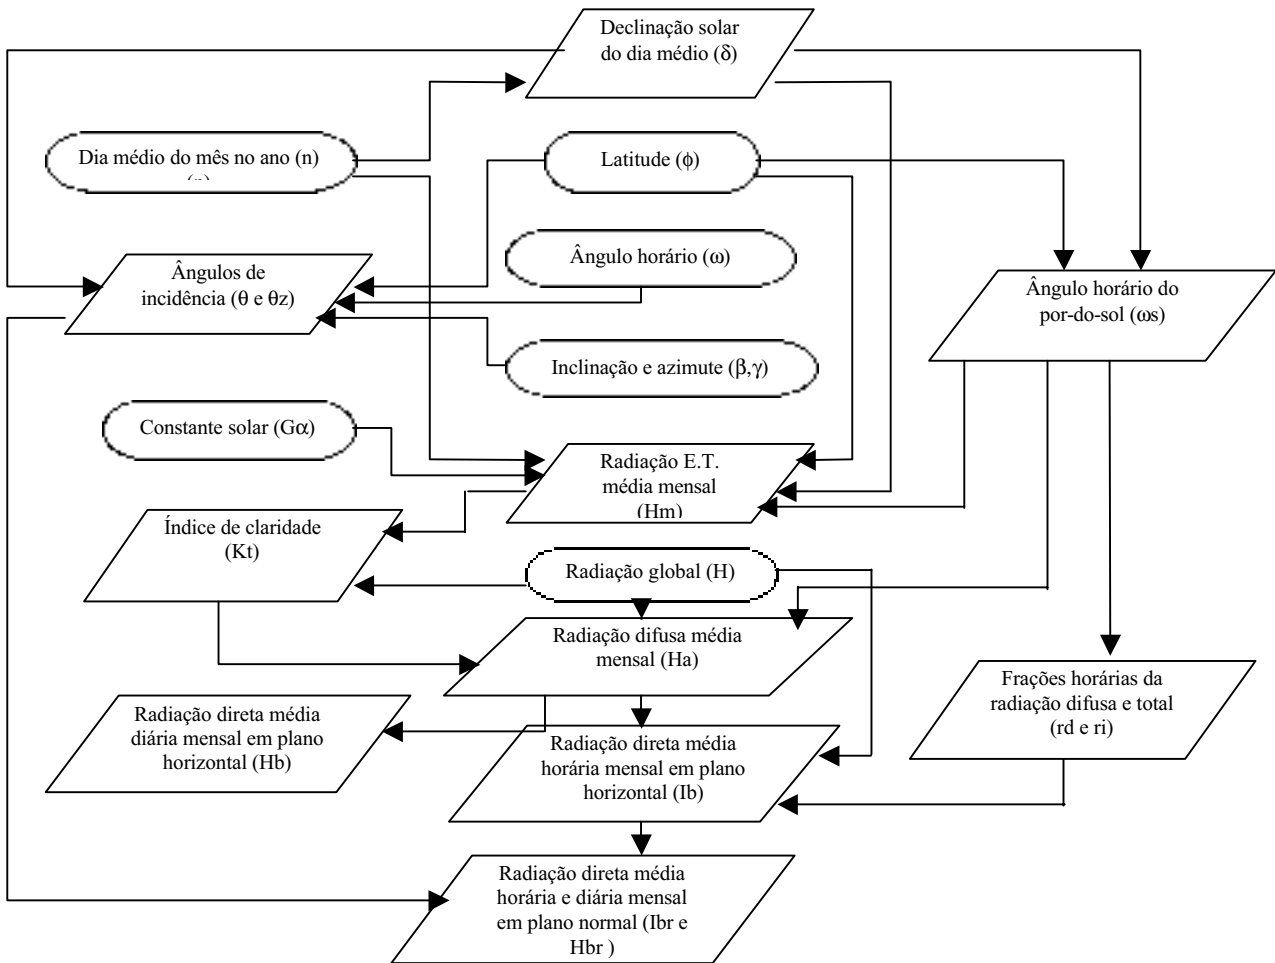 Declinação solar
do dia médio (δ)
Dia médio do mês no ano (n)
Latitude (ϕ)
Ângulo horário (ω)
Ângulos de
incidência (θ e θz)
Ângulo horário do
por-do-sol (ωs)
Inclinação e azimute (β,γ)
Constante solar (Gα)
Radiação E.T.
média mensal
(Hm)
Índice de claridade
(Kt)
Radiação global (H)
Radiação difusa média
mensal (Ha)
Frações horárias da
radiação difusa e total
(rd e ri)
Radiação direta média
diária mensal em plano
horizontal (Hb)
Radiação direta média
horária mensal em plano
horizontal (Ib)
Radiação direta média
horária e diária mensal
em plano normal (Ibr e
Hbr )